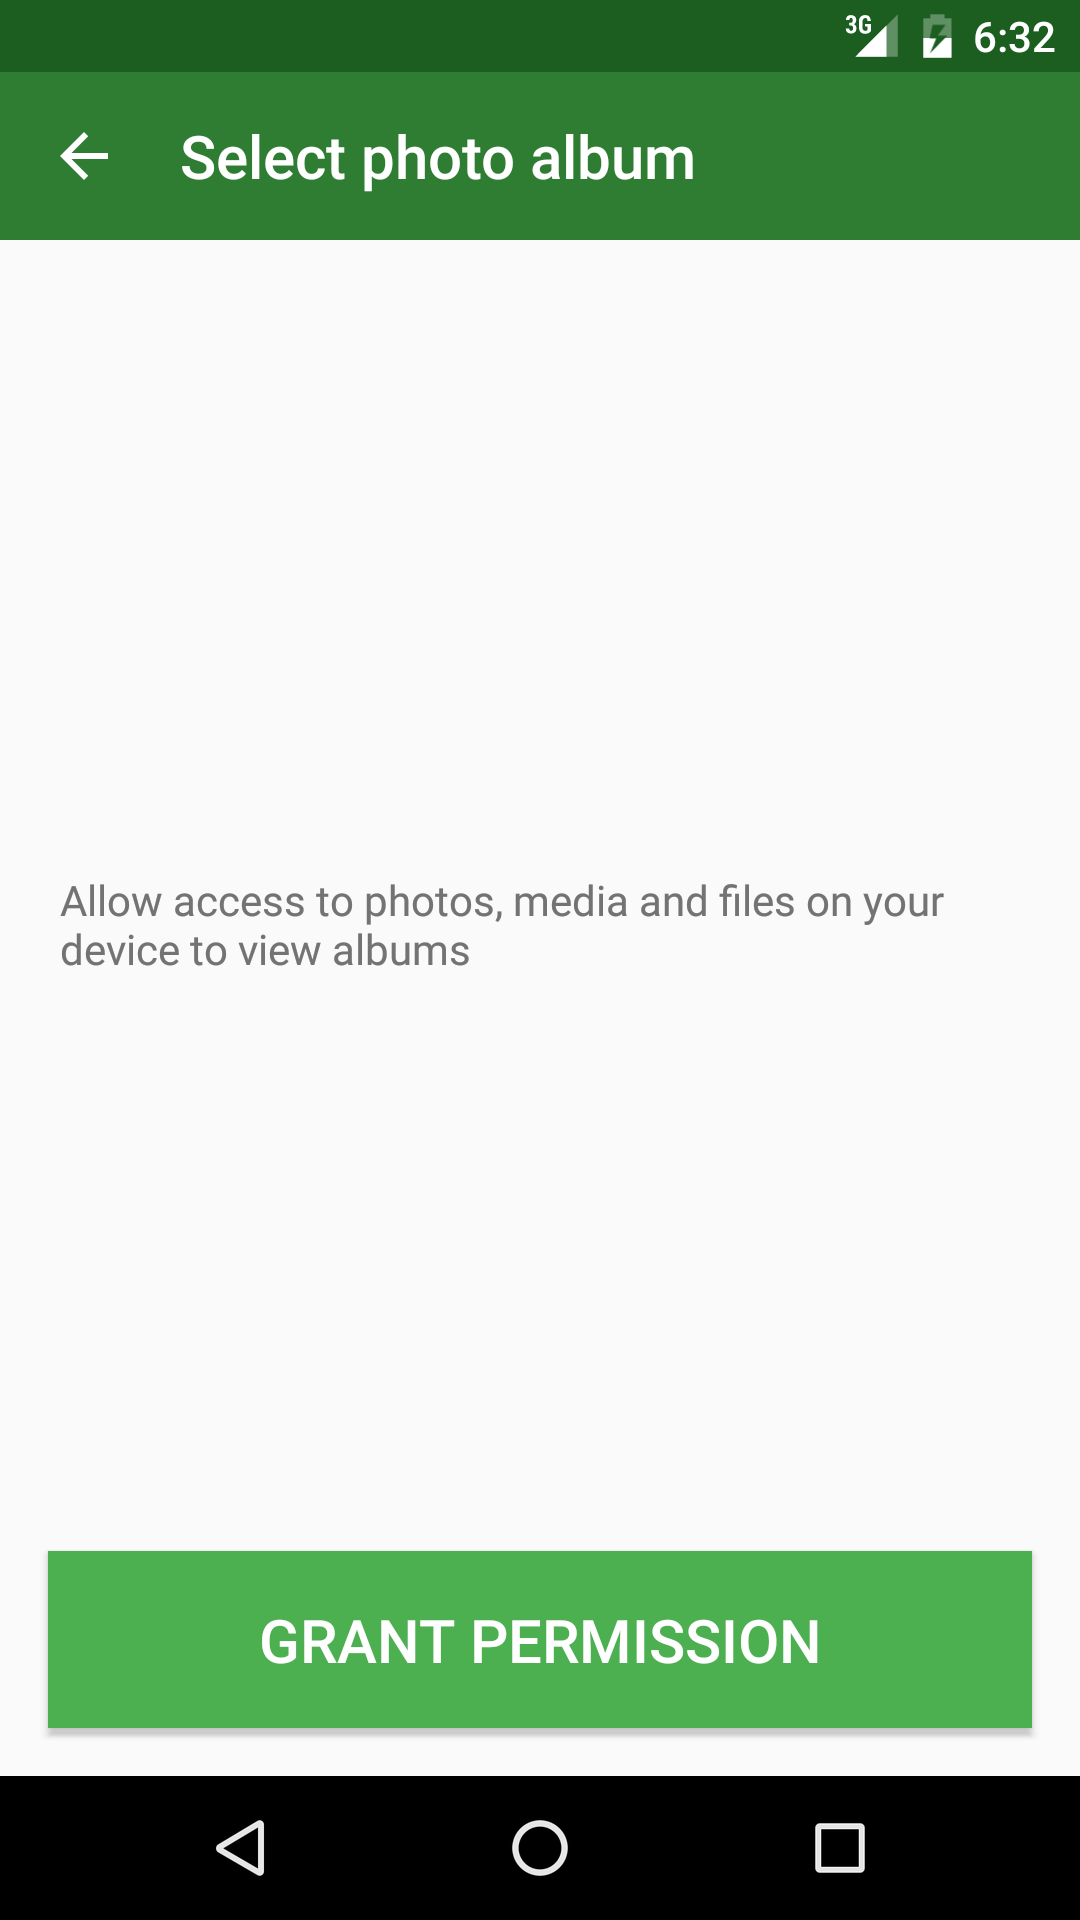 3G 6:32
Select photo album
Allow access to photos, media and files on your
device to view albums
GRANT PERMISSION